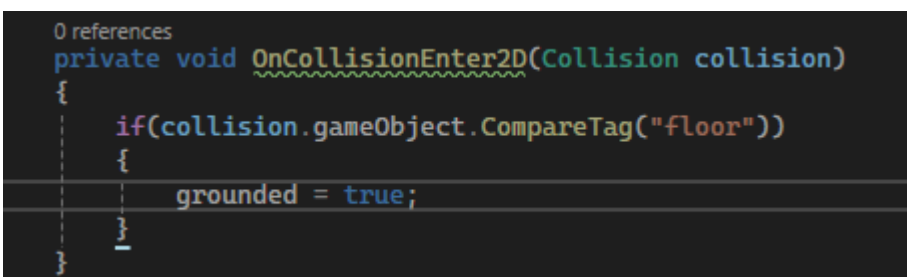 0 references
private void OnCollisionEnter2D(Collision collision)
{
if(collision.gameObject.CompareTag("floor"))
{
grounded = true;
}
}